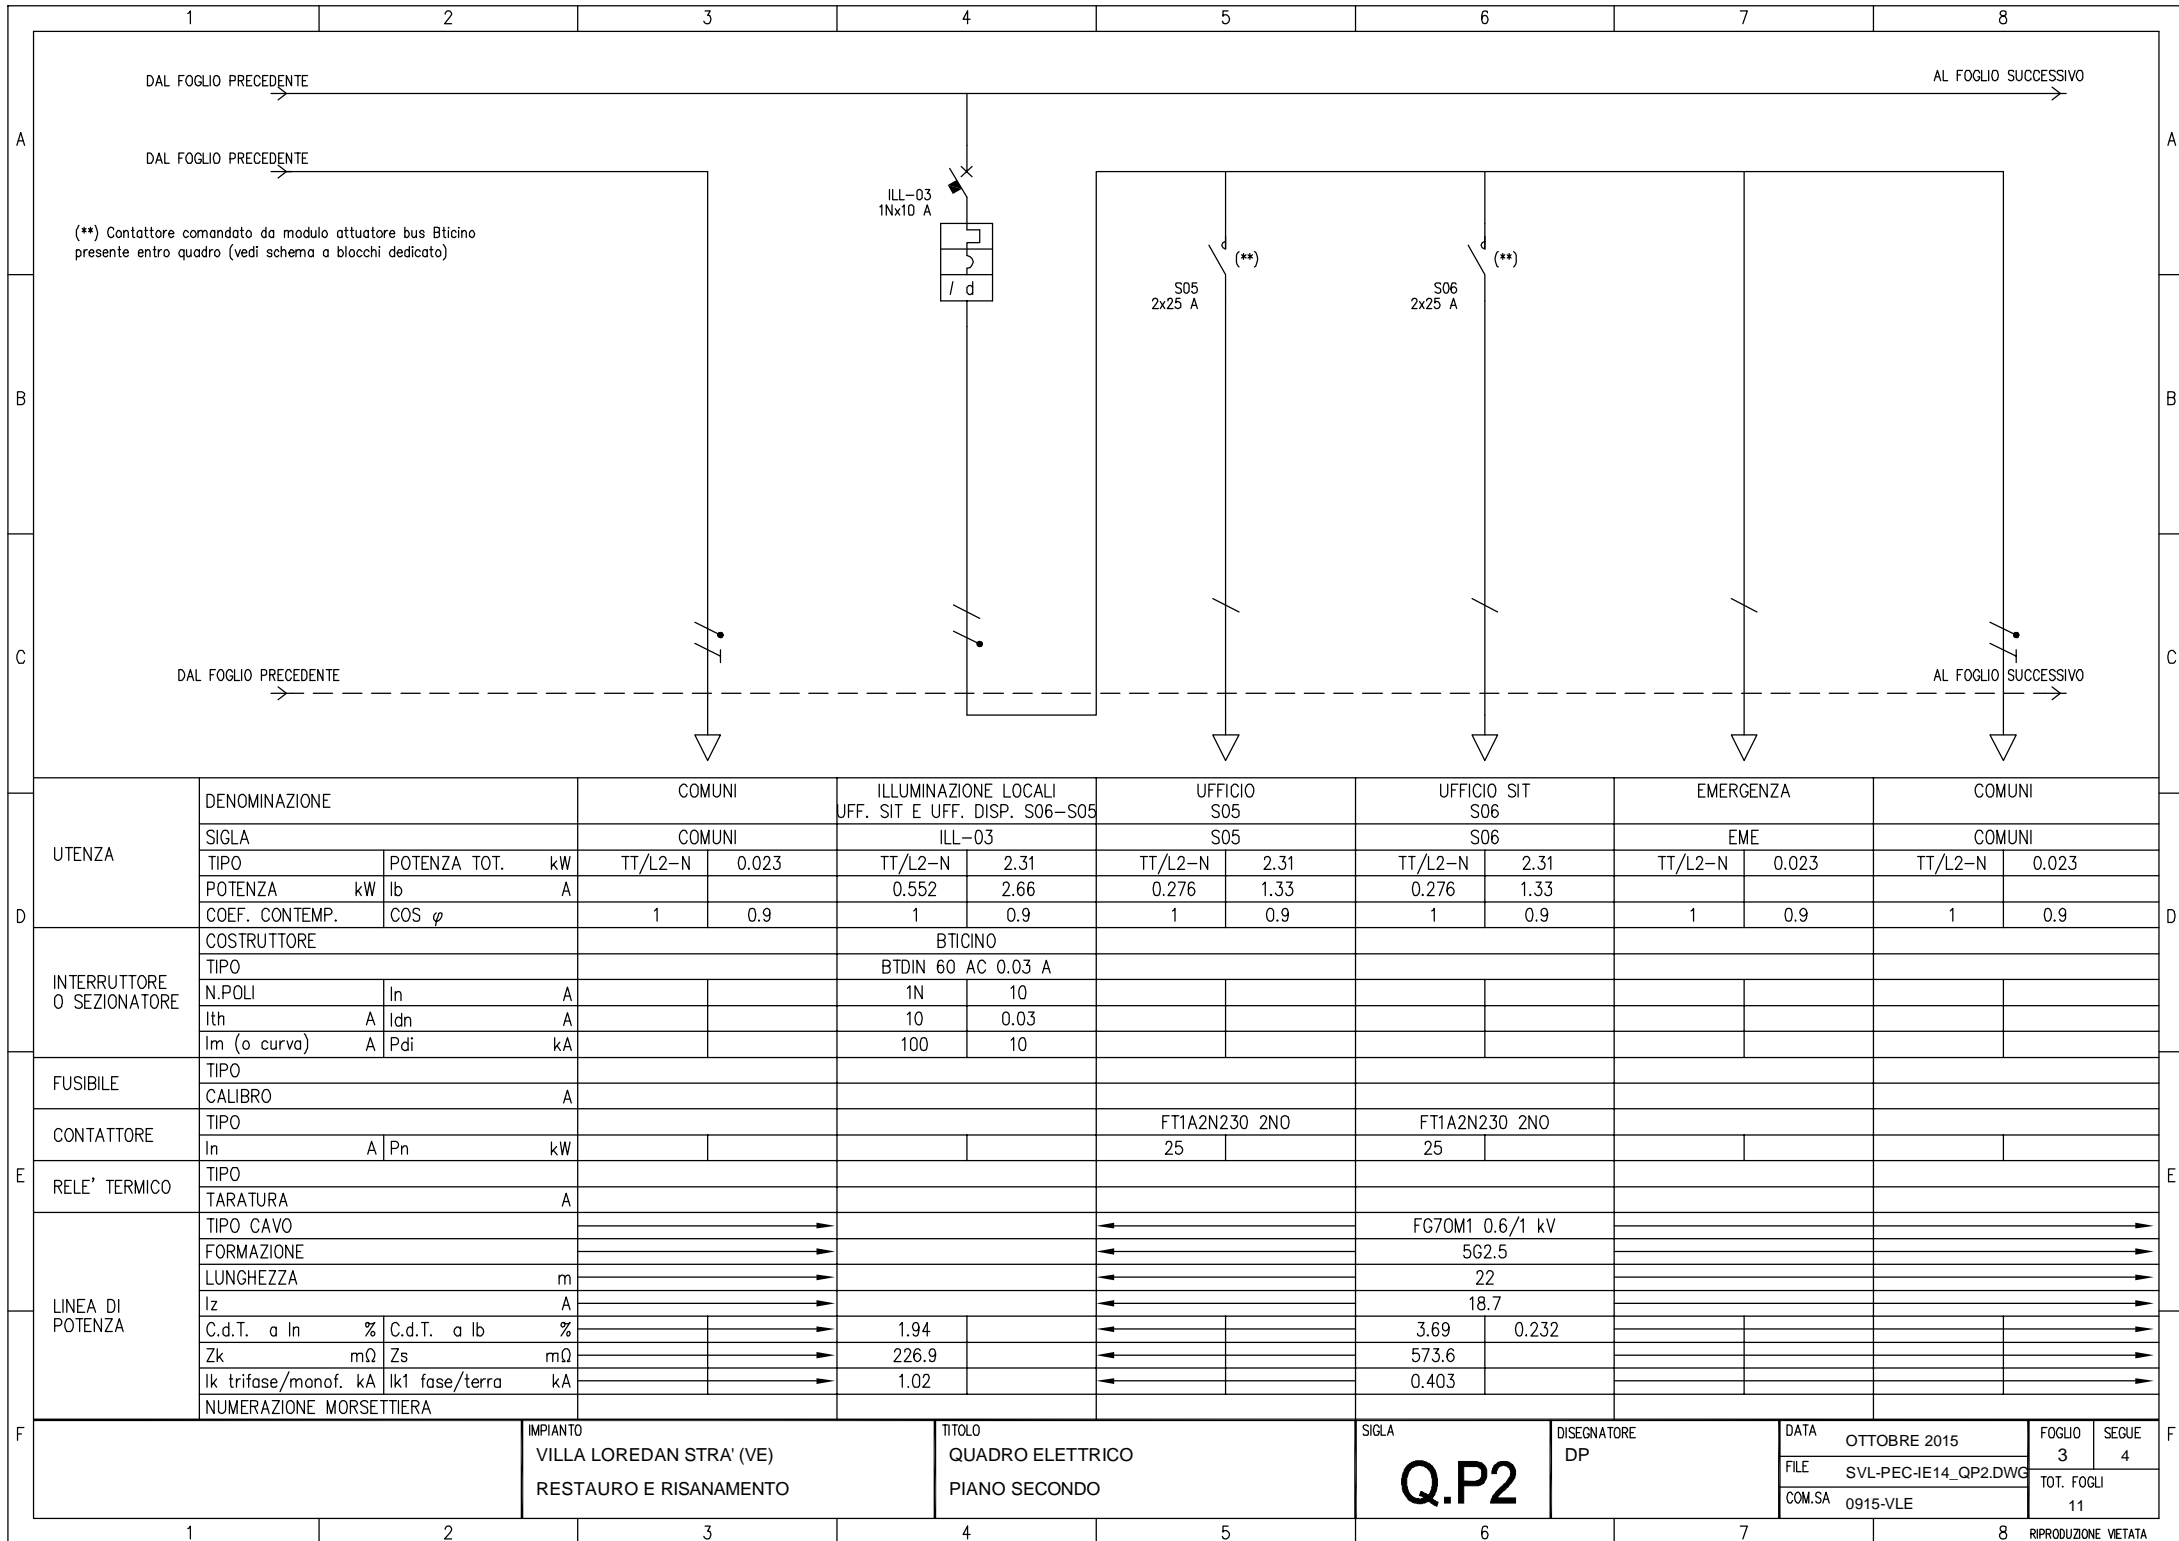 1 2 3 4 5 6 7 8
DAL FOGLIO PRECEDENTE
AL FOGLIO SUCCESSIVO
A A
DAL FOGLIO PRECEDENTE
ILL-03
1Nx10 A
(**) Contattore comandato da modulo attuatore bus Bticino
presente entro quadro (vedi schema a blocchi dedicato)
(**)
(**)
I d
S05
2x25 A
S06
2x25 A
B B
C C
DAL FOGLIO PRECEDENTE
AL FOGLIO SUCCESSIVO
UTENZA
DENOMINAZIONE COMUNI ILLUMINAZIONE LOCALI UFFICIO UFFICIO SIT EMERGENZA COMUNI
UFF. SIT E UFF. DISP. S06-S05 S05 S06
SIGLA COMUNI ILL-03 S05 S06 EME COMUNI
TIPO POTENZA TOT. kW TT/L2-N 0.023 TT/L2-N 2.31 TT/L2-N 2.31 TT/L2-N 2.31 TT/L2-N 0.023 TT/L2-N 0.023
POTENZA kW Ib A 0.552 2.66 0.276 1.33 0.276 1.33
D D
COEF. CONTEMP. COS φ 1 0.9 1 0.9 1 0.9 1 0.9 1 0.9 1 0.9
INTERRUTTORE
O SEZIONATORE
COSTRUTTORE BTICINO
TIPO BTDIN 60 AC 0.03 A
N.POLI In A 1N 10
Ith A Idn A 10 0.03
Im (o curva) A Pdi kA 100 10
FUSIBILE
TIPO
CALIBRO A
CONTATTORE
TIPO FT1A2N230 2NO FT1A2N230 2NO
In A Pn kW 25 25
E E
RELE' TERMICO
TIPO
TARATURA A
LINEA DI
POTENZA
TIPO CAVO FG7OM1 0.6/1 kV
FORMAZIONE 5G2.5
LUNGHEZZA m 22
Iz A 18.7
C.d.T. a In % C.d.T. a Ib % 1.94 3.69 0.232
Zk mΩ Zs mΩ 226.9 573.6
Ik trifase/monof. kA Ik1 fase/terra kA 1.02 0.403
NUMERAZIONE MORSETTIERA
F F
IMPIANTO
VILLA LOREDAN STRA' (VE)
RESTAURO E RISANAMENTO
TITOLO
QUADRO ELETTRICO
PIANO SECONDO
SIGLA
Q.P2
DISEGNATORE
DP
DATA OTTOBRE 2015
FILE SVL-PEC-IE14_QP2.DWG
COM.SA 0915-VLE
FOGLIO SEGUE
3 4
TOT. FOGLI
11
1 2 3 4 5 6 7 8
RIPRODUZIONE VIETATA